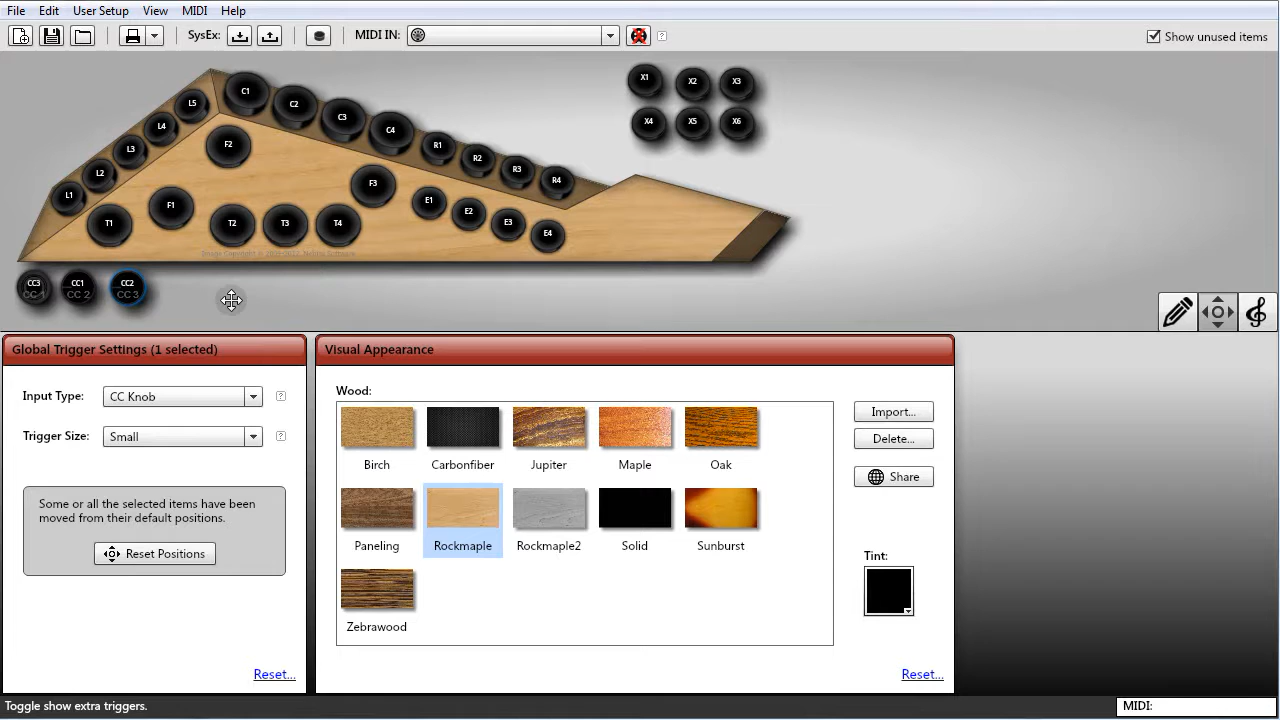 File Edit User Setup View MIDI Help
SysEx: MIDI IN: ? Show unused items
X1 X2 X3
X4 X5 X6
L5 C1 C2 C3 C4 R1 R2 R3 R4
L4 F2
L3
L2 F3
L1 F1 E1 E2 E3 E4
T1 T2 T3 T4
CC3 CC1 CC2
CC 1 CC 2 CC 3
Global Trigger Settings (1 selected)
Input Type: CC Knob ?
Trigger Size: Small ?
Some or all the selected items have been
moved from their default positions.
Reset Positions
Reset...
Visual Appearance
Wood:
Birch Carbonfiber Jupiter Maple Oak
Paneling Rockmaple Rockmaple2 Solid Sunburst
Zebrawood
Import...
Delete...
Share
Tint:
Reset...
Toggle show extra triggers. MIDI: